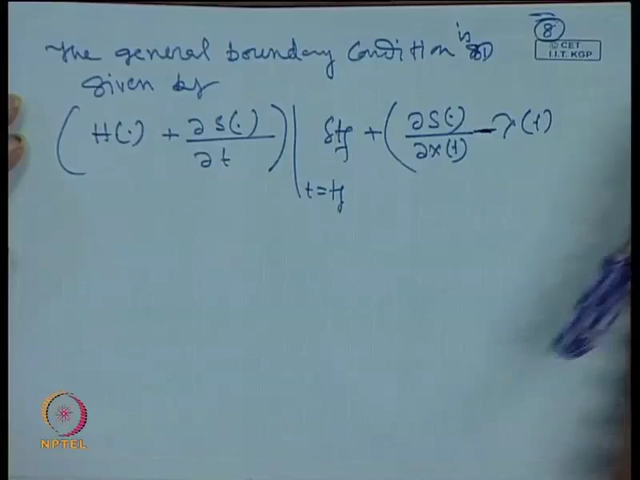 8
© CET
I.I.T. KGP
The general boundary condition is
given by
( H(.) + ∂S(.)/∂t ) |t=tf δtf + ( ∂S(.)/∂x(t) - λ(t)
NPTEL